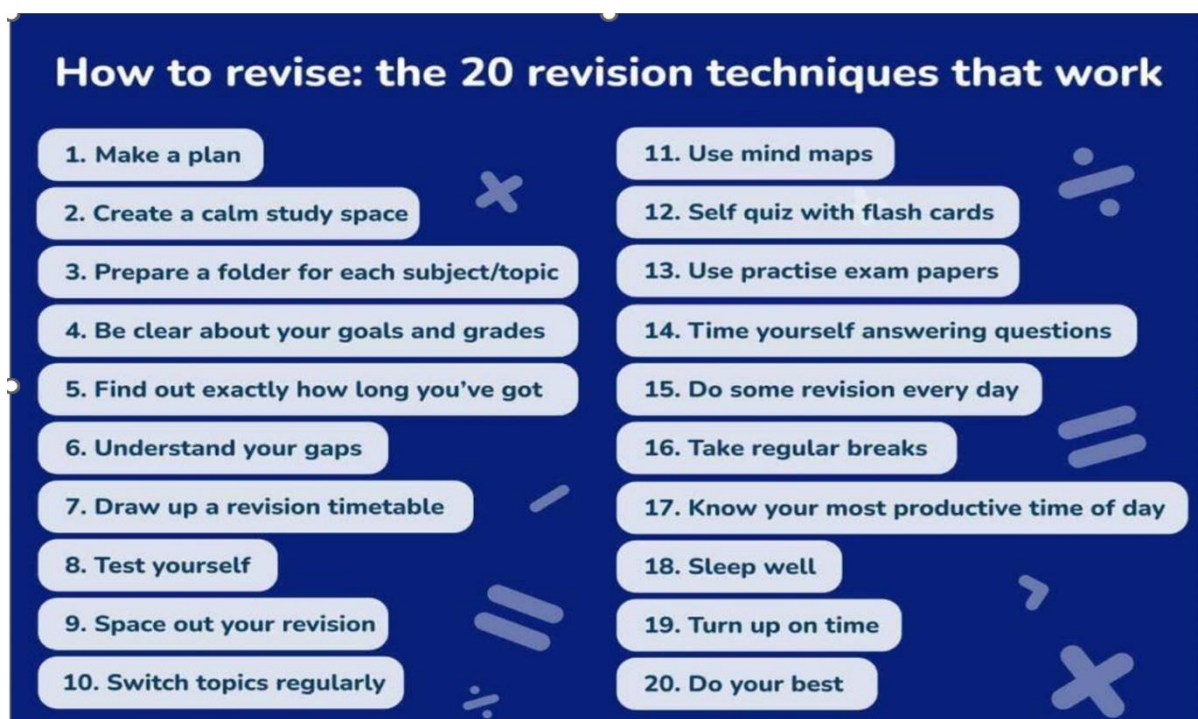 How to revise: the 20 revision techniques that work
1. Make a plan
2. Create a calm study space
3. Prepare a folder for each subject/topic
4. Be clear about your goals and grades
5. Find out exactly how long you’ve got
6. Understand your gaps
7. Draw up a revision timetable
8. Test yourself
9. Space out your revision
10. Switch topics regularly
11. Use mind maps
12. Self quiz with flash cards
13. Use practise exam papers
14. Time yourself answering questions
15. Do some revision every day
16. Take regular breaks
17. Know your most productive time of day
18. Sleep well
19. Turn up on time
20. Do your best